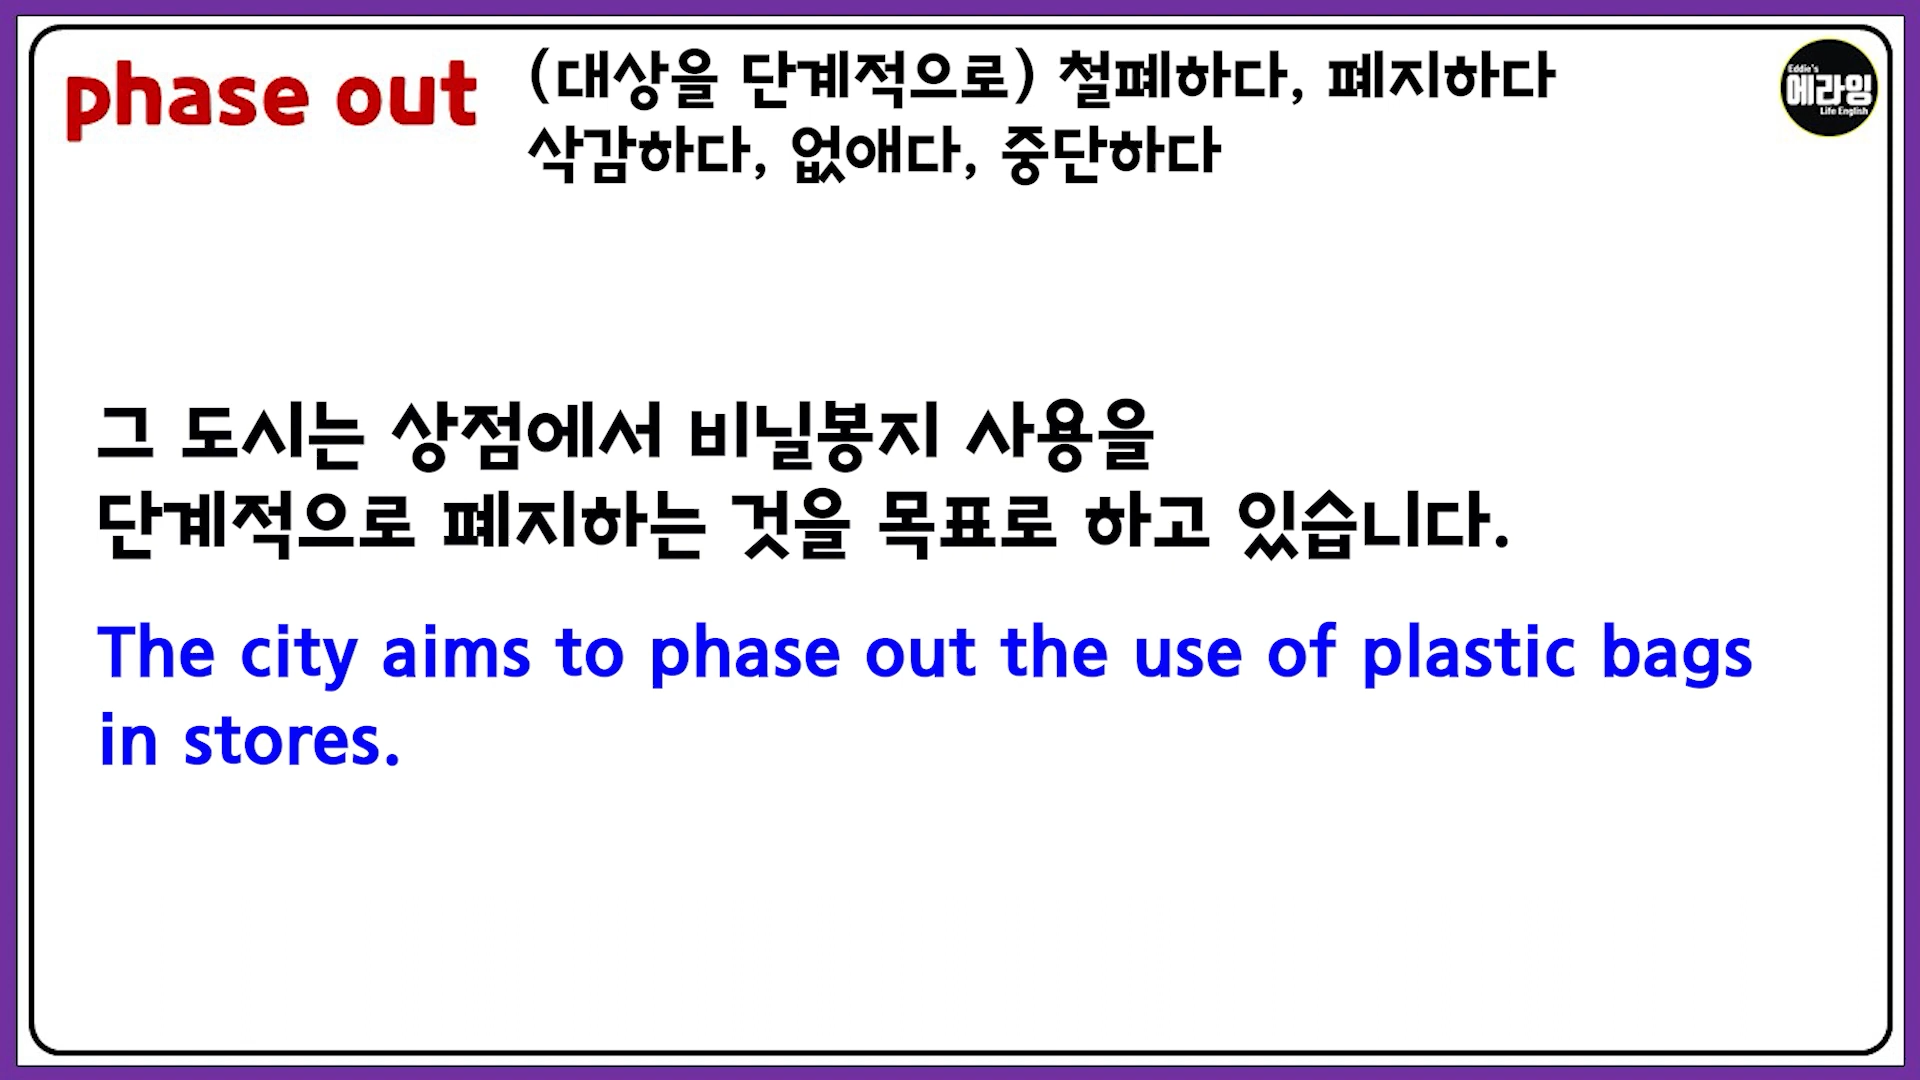 phase out
(대상을 단계적으로) 철폐하다, 폐지하다
삭감하다, 없애다, 중단하다
Eddie's
에라잉
Life English
그 도시는 상점에서 비닐봉지 사용을
단계적으로 폐지하는 것을 목표로 하고 있습니다.
The city aims to phase out the use of plastic bags
in stores.